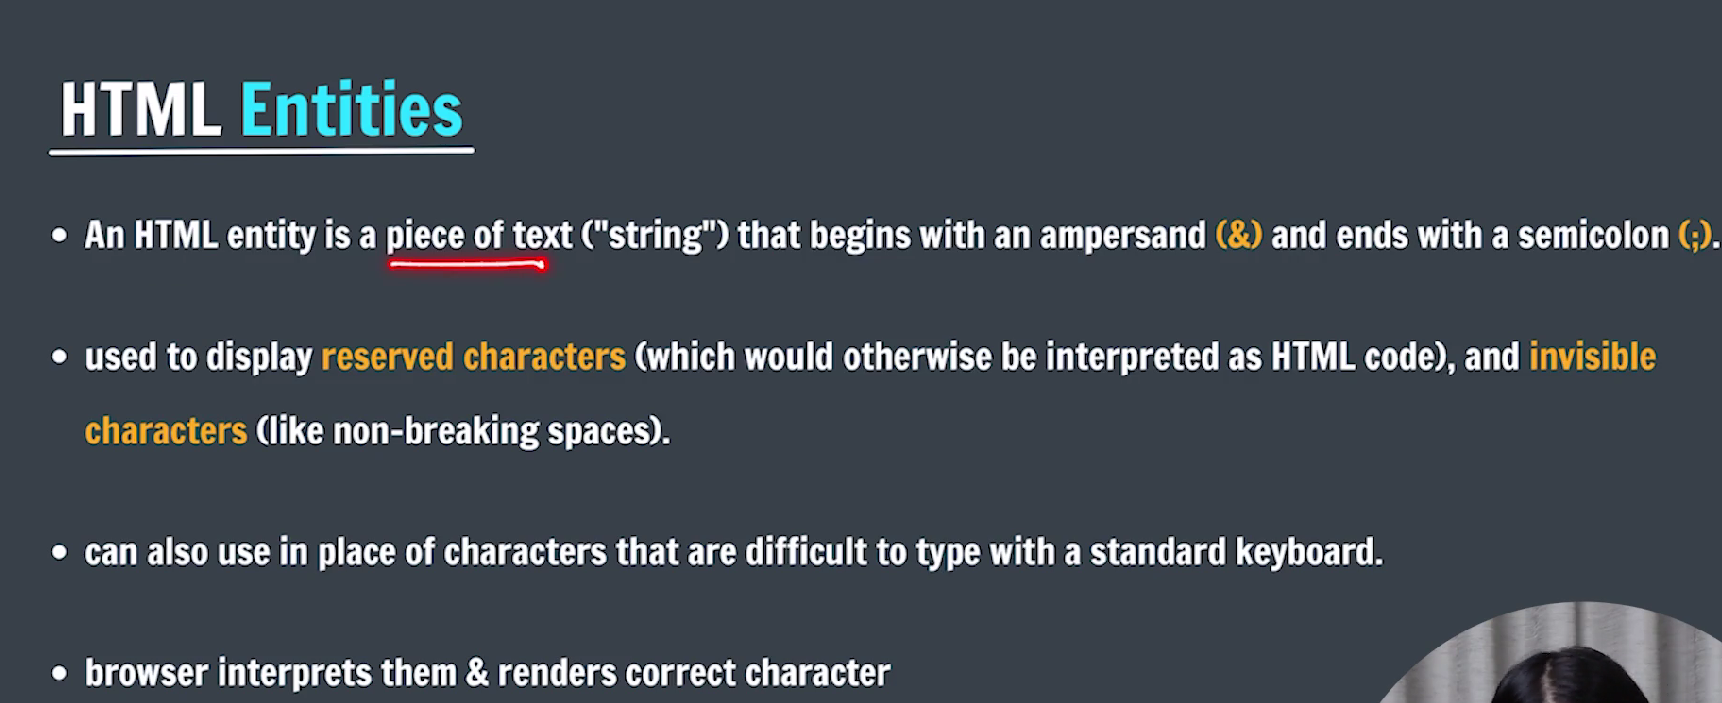 HTML Entities
• An HTML entity is a piece of text ("string") that begins with an ampersand (&) and ends with a semicolon (;).
• used to display reserved characters (which would otherwise be interpreted as HTML code), and invisible
characters (like non-breaking spaces).
• can also use in place of characters that are difficult to type with a standard keyboard.
• browser interprets them & renders correct character